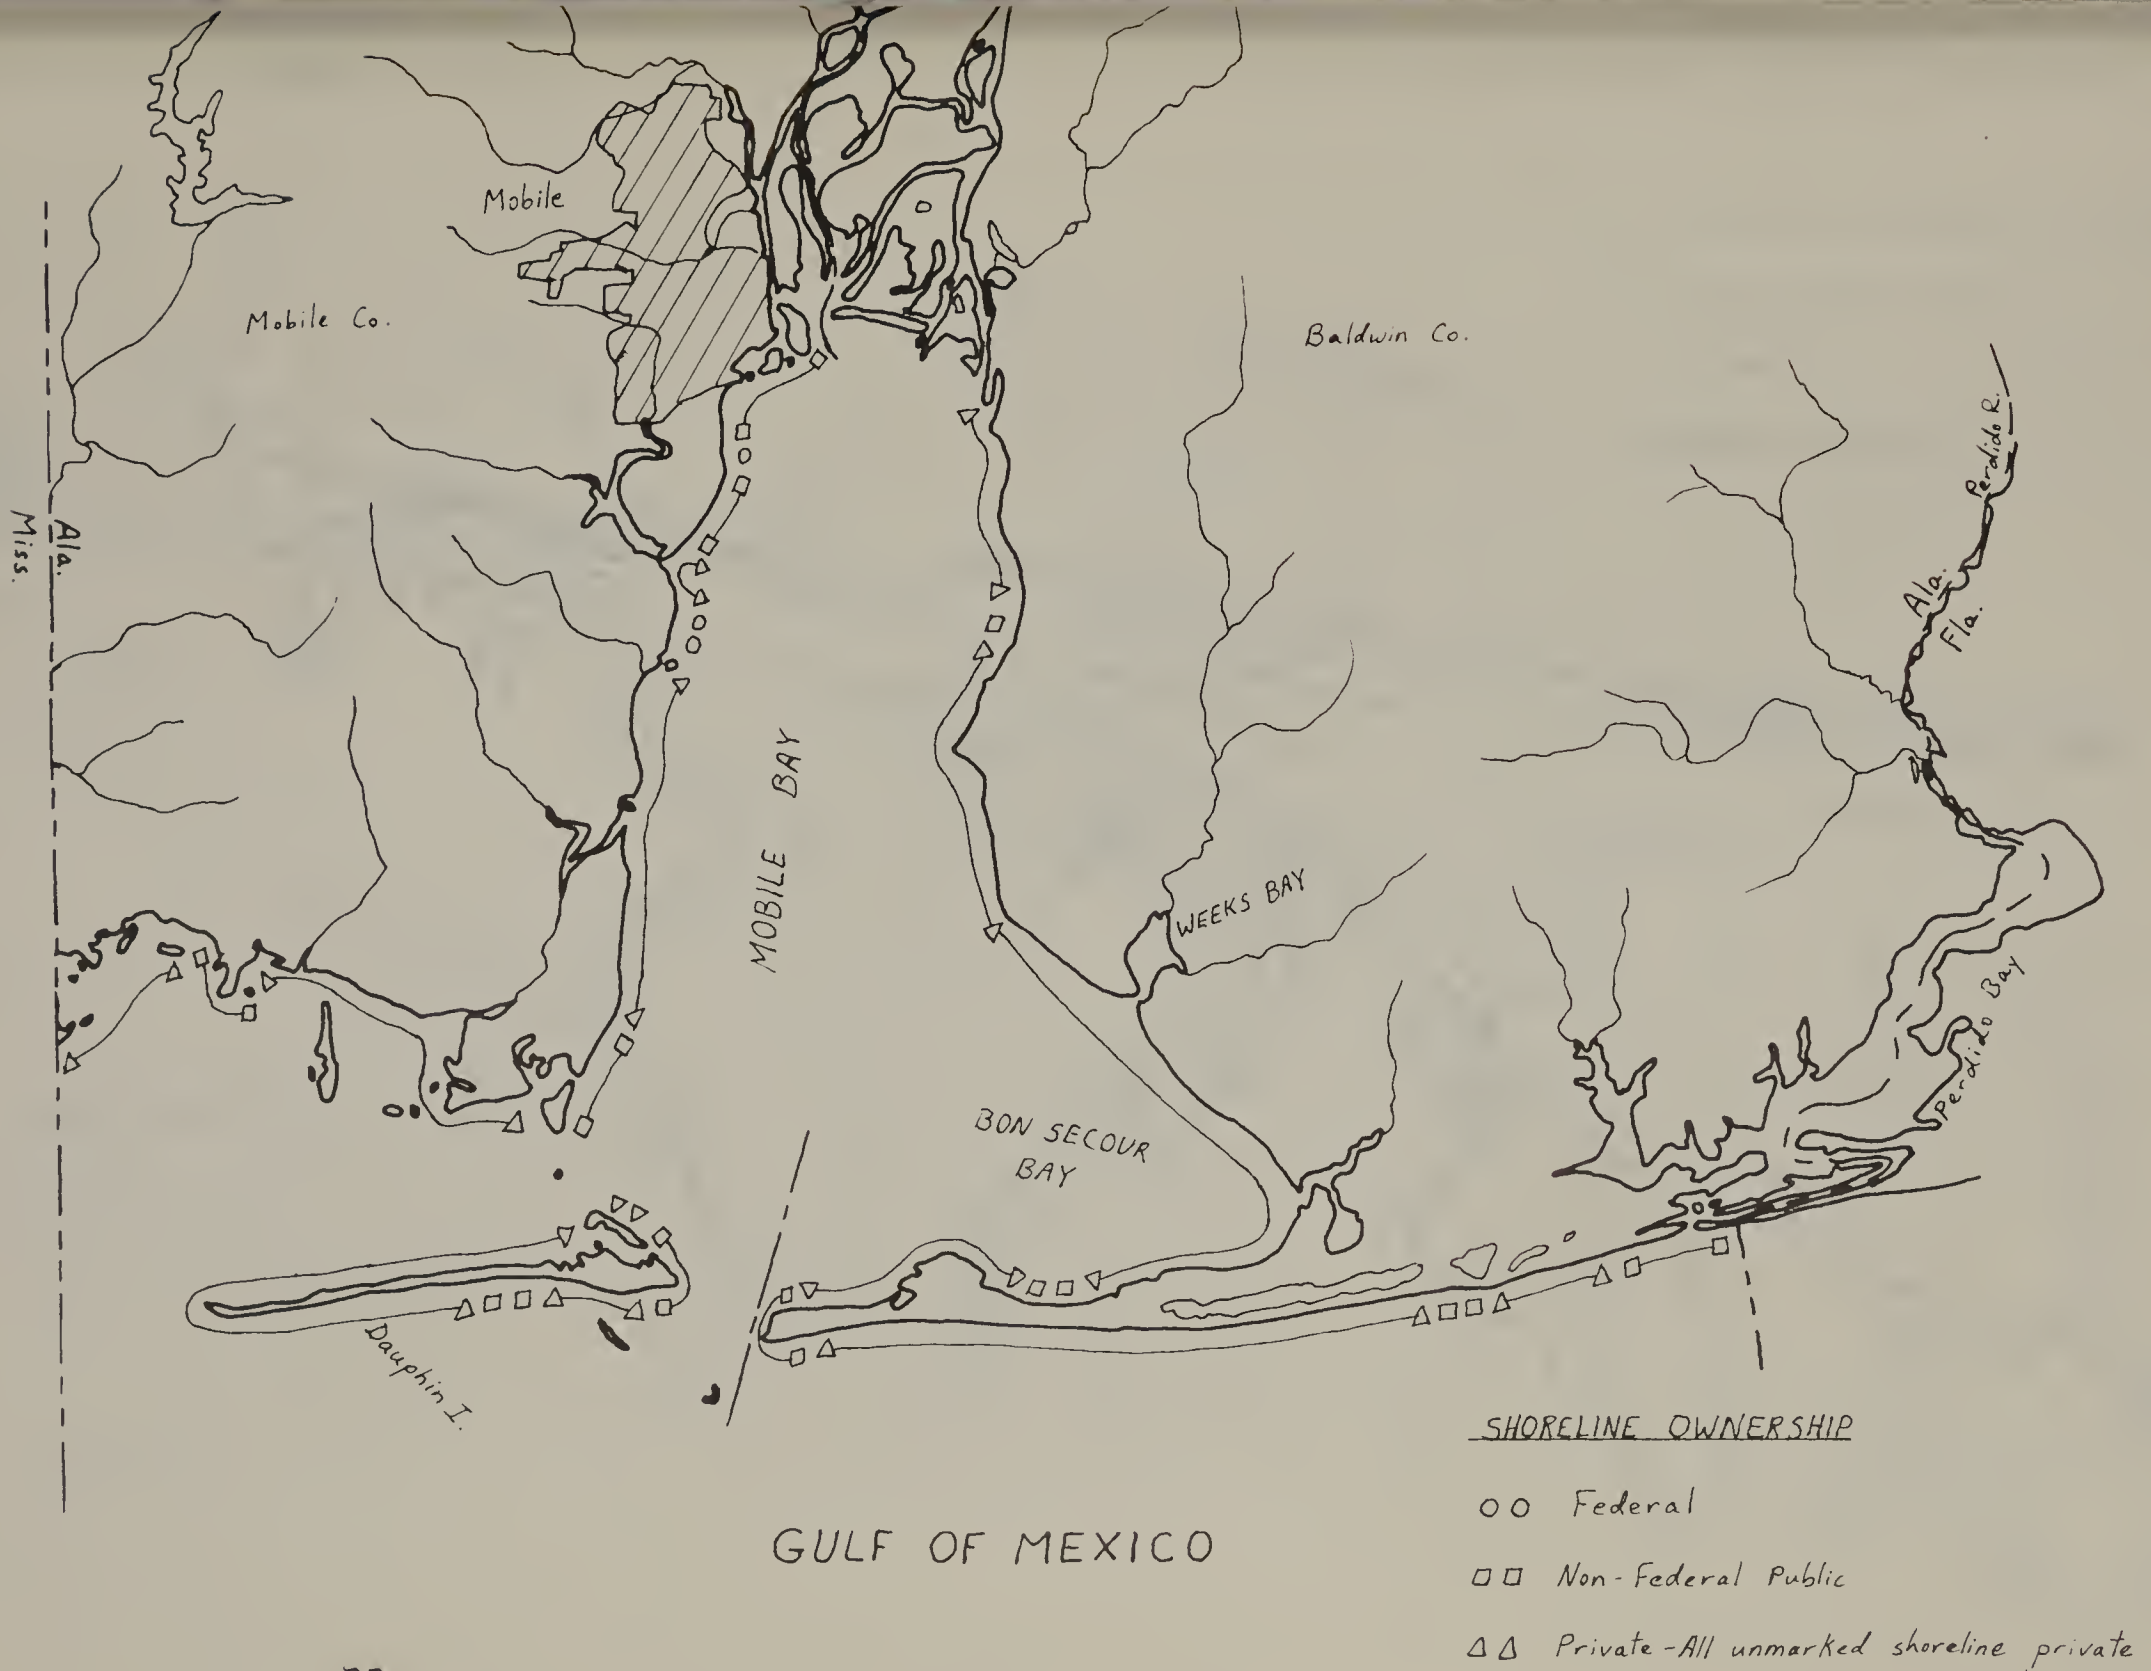 Mobile
Mobile Co.
Baldwin Co.
Perdido R.
Miss.
Ala.
Ala.
Fla.
MOBILE BAY
WEEKS BAY
Perdido Bay
BON SECOUR
BAY
Dauphin I.
SHORELINE OWNERSHIP
Federal
GULF OF MEXICO
Non-Federal Public
Private-All unmarked shoreline private